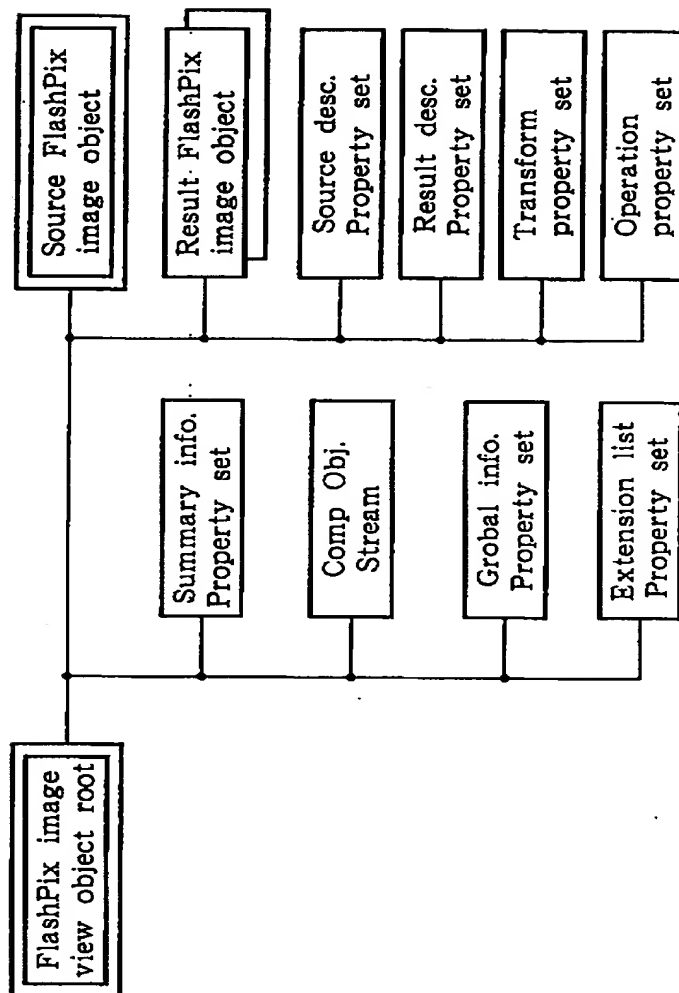 FlashPix image
view object root
Summary info.
Property set
Comp Obj.
Stream
Grobal info.
Property set
Extension list
Property set
Source FlashPix
image object
Result FlashPix
image object
Source desc.
Property set
Result desc.
Property set
Transform
property set
Operation
property set